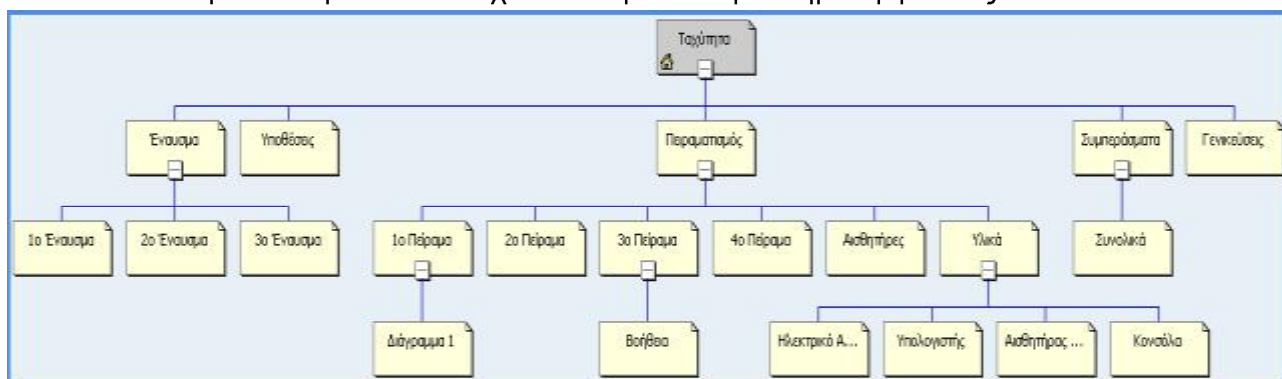 Ταχύτητα
Έναυσμα
Υποθέσεις
Πειραματισμός
Συμπεράσματα
Γενικεύσεις
1ο Έναυσμα
2ο Έναυσμα
3ο Έναυσμα
1ο Πείραμα
2ο Πείραμα
3ο Πείραμα
4ο Πείραμα
Αισθητήρες
Υλικά
Συνολικά
Διάγραμμα 1
Βοήθεια
Ηλεκτρικό Α...
Υπολογιστής
Αισθητήρας ...
Κονσόλα